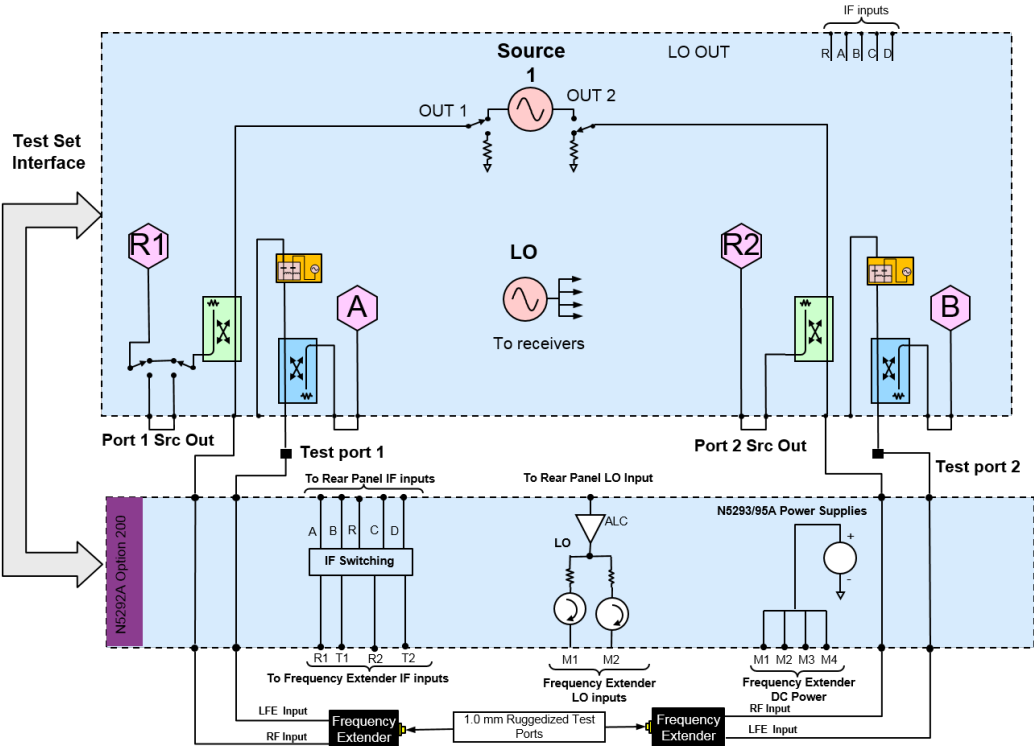 IF inputs
R A B C D
Source
1
LO OUT
OUT 1
OUT 2
Test Set
Interface
R1
A
LO
To receivers
R2
B
Port 1 Src Out
Test port 1
Port 2 Src Out
Test port 2
N5292A Option 200
To Rear Panel IF inputs
A B R C D
IF Switching
R1 T1 R2 T2
To Frequency Extender IF inputs
To Rear Panel LO Input
ALC
LO
M1 M2
Frequency Extender
LO inputs
N5293/95A Power Supplies
+
-
M1 M2 M3 M4
Frequency Extender
DC Power
LFE Input
RF Input
Frequency
Extender
1.0 mm Ruggedized Test
Ports
Frequency
Extender
RF Input
LFE Input